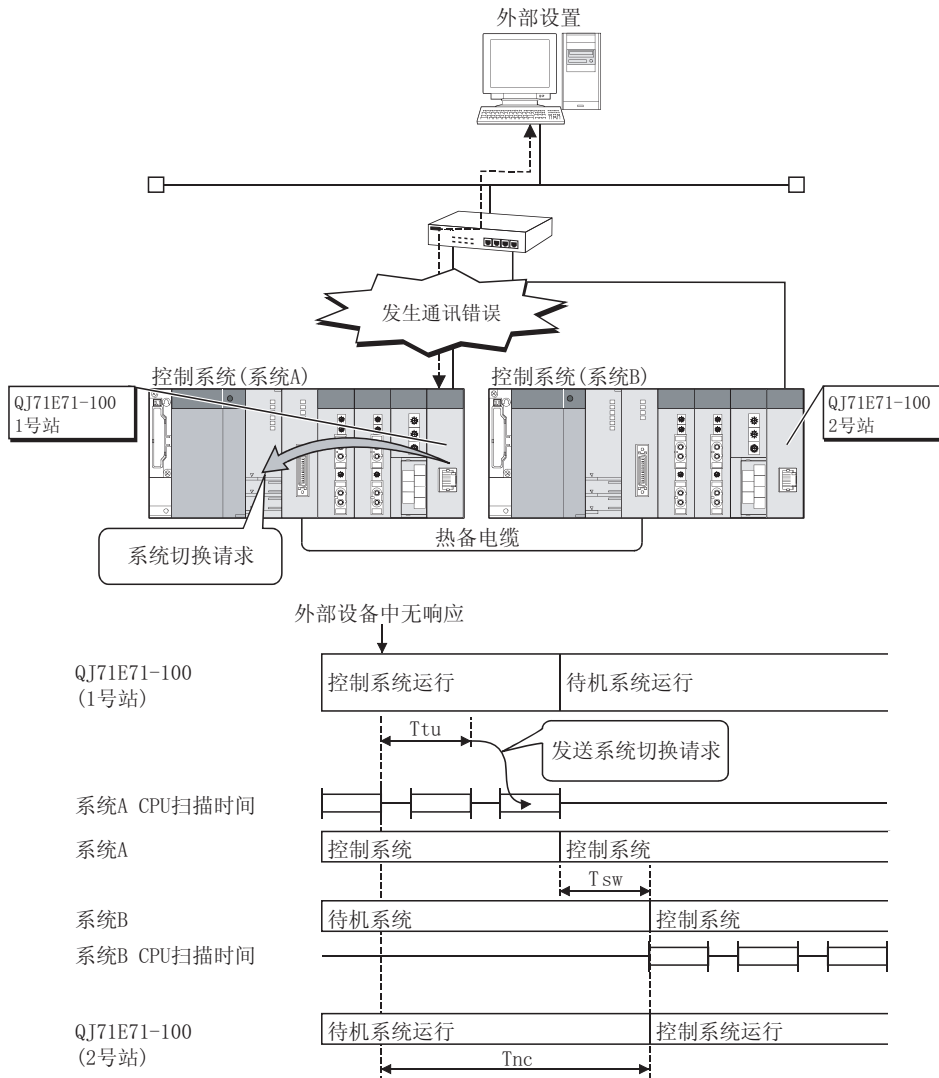 外部设置
发生通讯错误
控制系统(系统A)
控制系统(系统B)
QJ71E71-100
1号站
QJ71E71-100
2号站
热备电缆
系统切换请求
外部设备中无响应
QJ71E71-100
(1号站)
控制系统运行
待机系统运行
Ttu
发送系统切换请求
系统A CPU扫描时间
系统A
控制系统
控制系统
Tsw
系统B
待机系统
控制系统
系统B CPU扫描时间
QJ71E71-100
(2号站)
待机系统运行
控制系统运行
Tnc